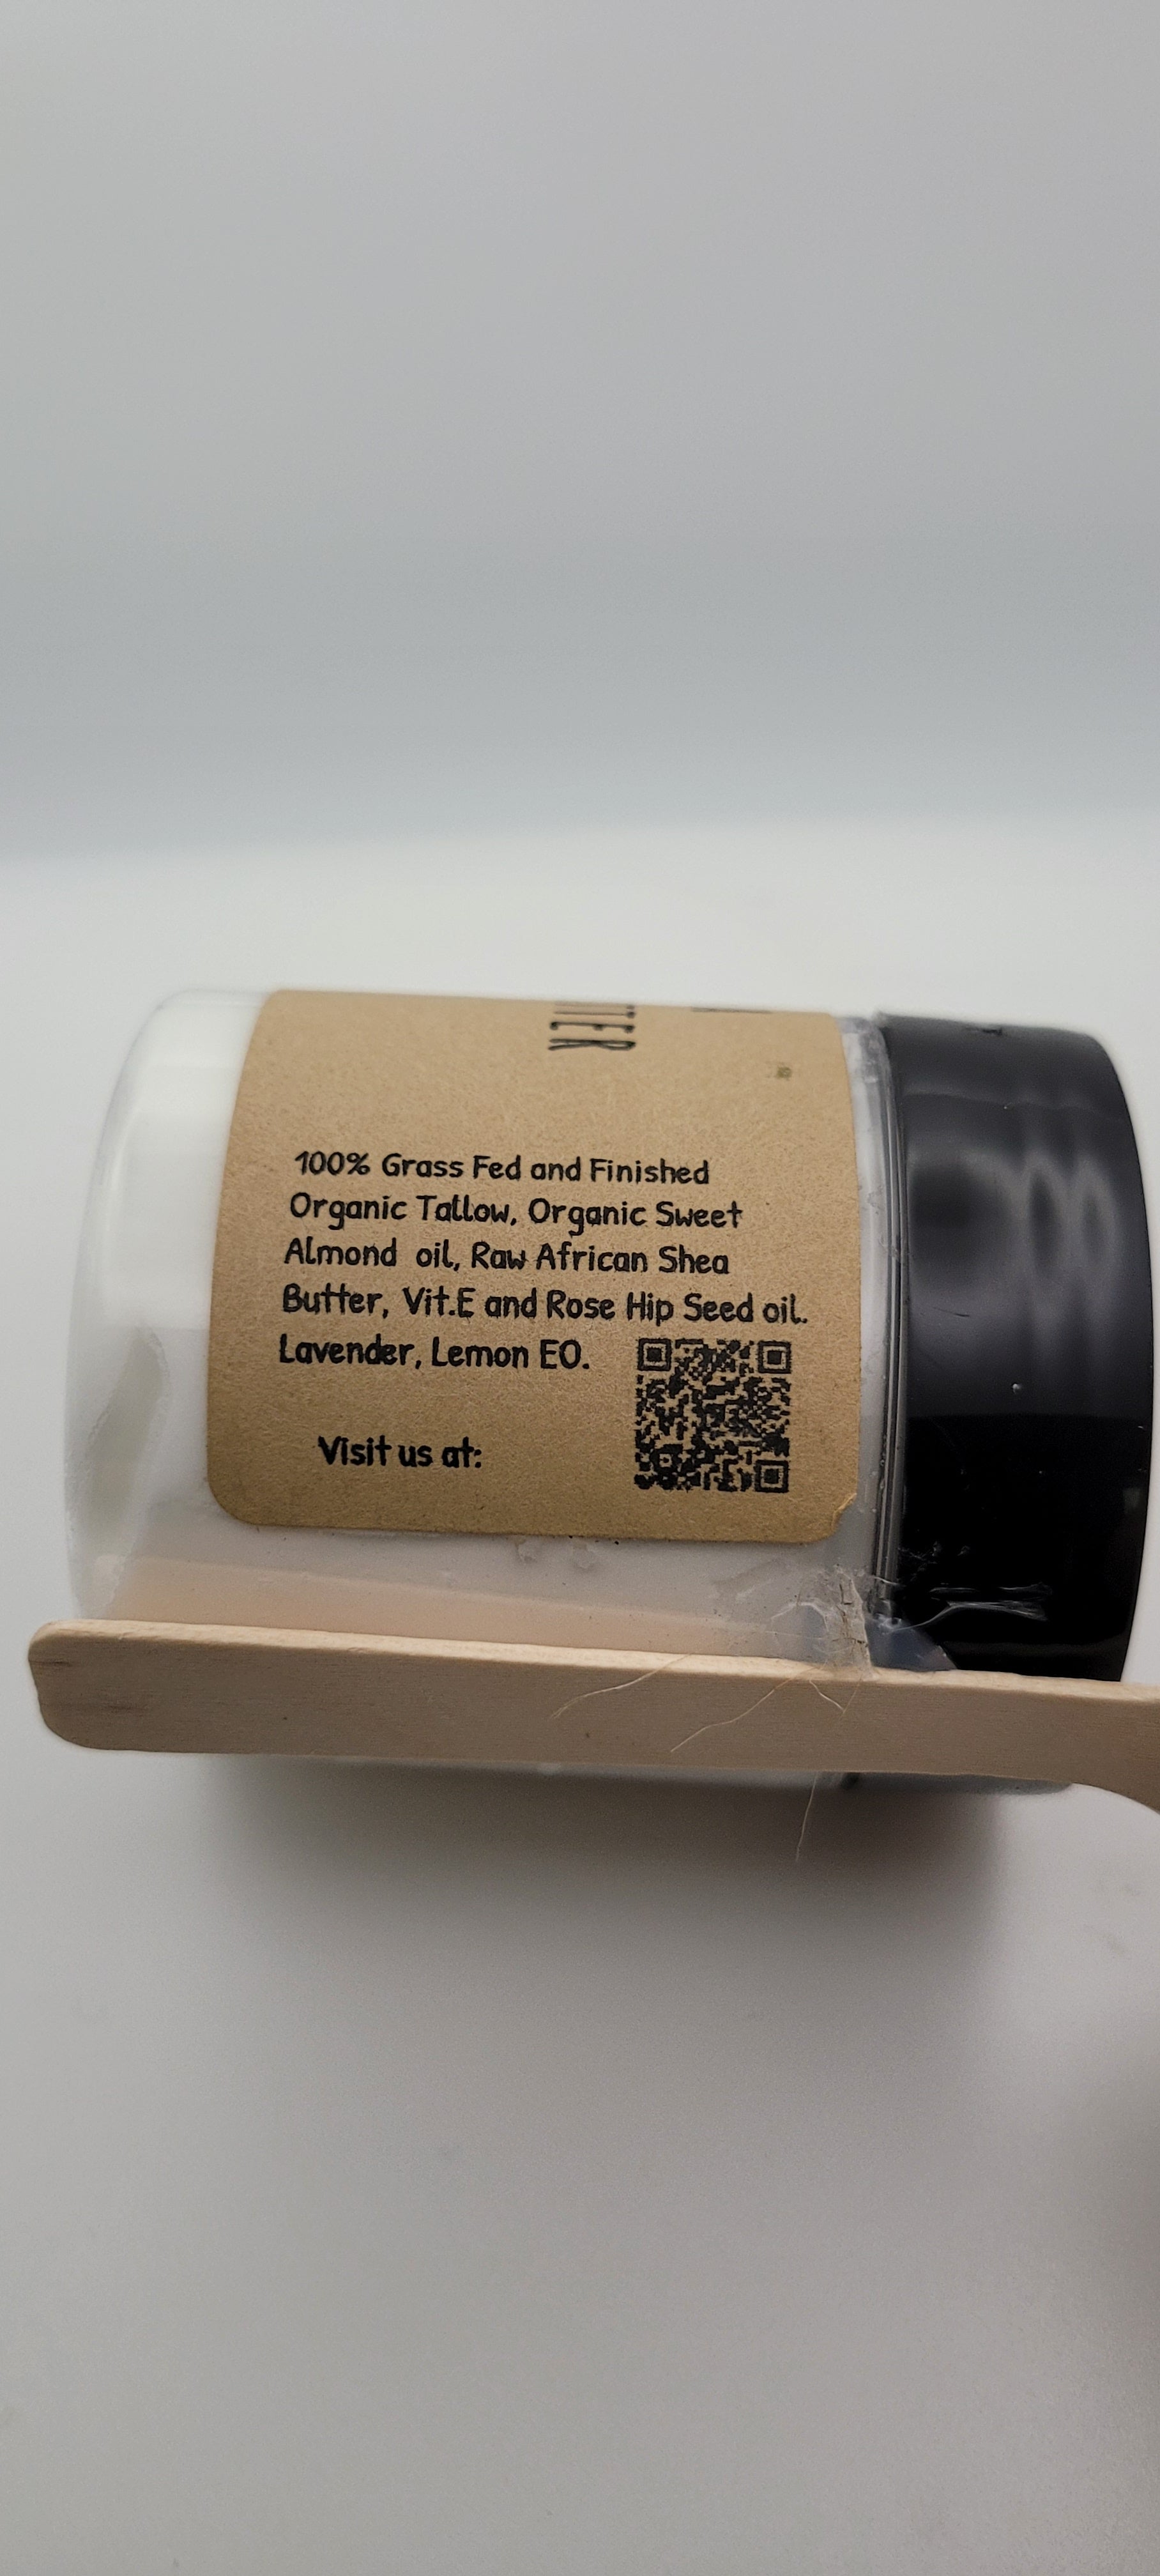 100% Grass Fed and Finished
Organic Tallow, Organic Sweet
Almond oil, Raw African Shea
Butter, Vit.E and Rose Hip Seed oil.
Lavender, Lemon EO.
Visit us at: